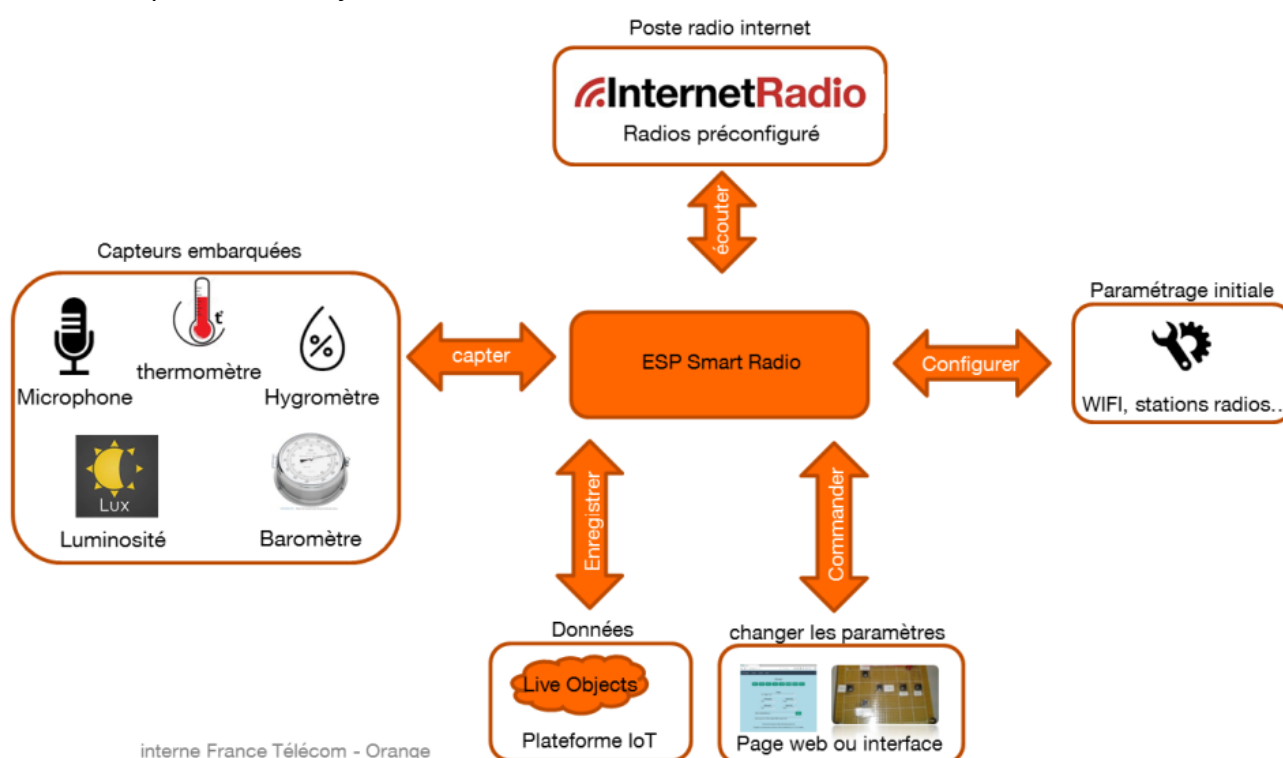 Poste radio internet
InternetRadio
Radios préconfiguré
écouter
Capteurs embarquées
t°
thermomètre
Microphone
%
Hygromètre
Lux
Luminosité
Baromètre
capter
ESP Smart Radio
Configurer
Paramétrage initiale
WIFI, stations radios..
Enregistrer
Commander
Données
Live Objects
Plateforme IoT
changer les paramètres
Page web ou interface
interne France Télécom - Orange